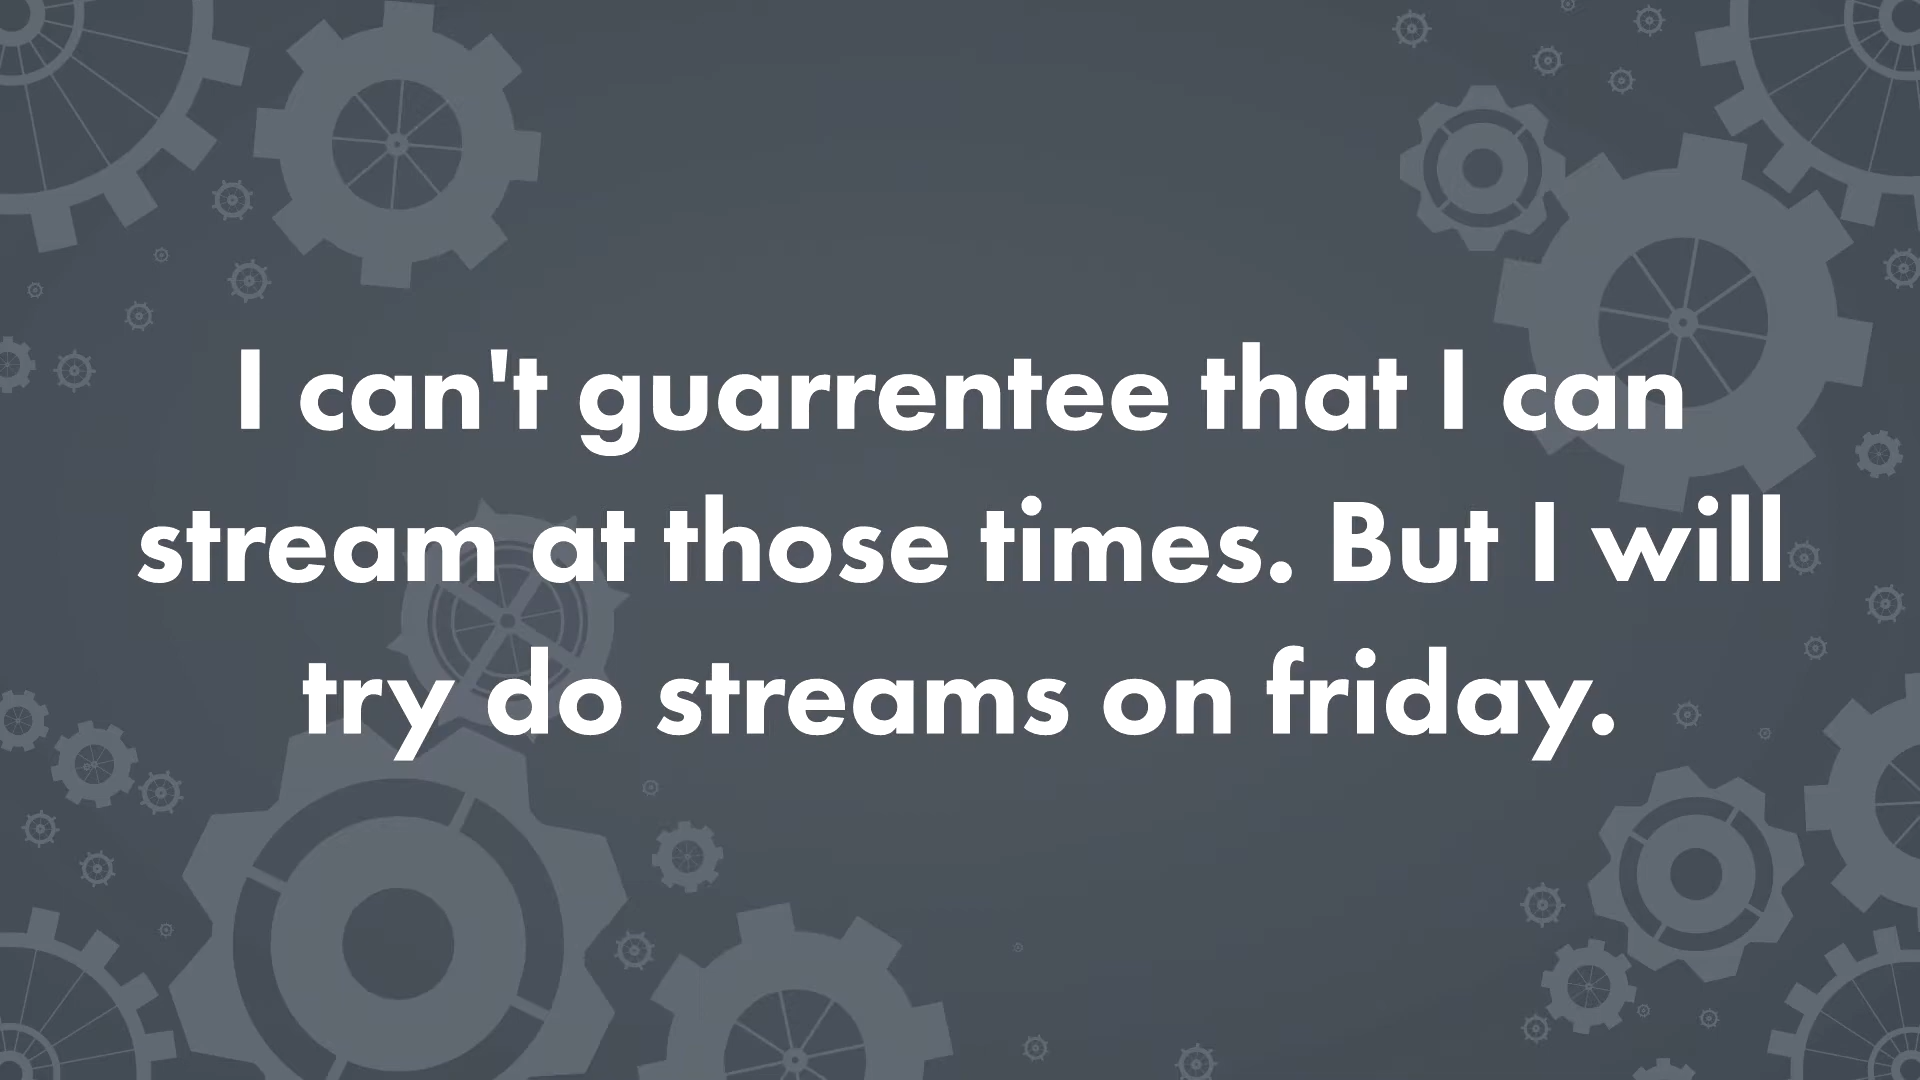 I can't guarrentee that I can
stream at those times. But I will
try do streams on friday.